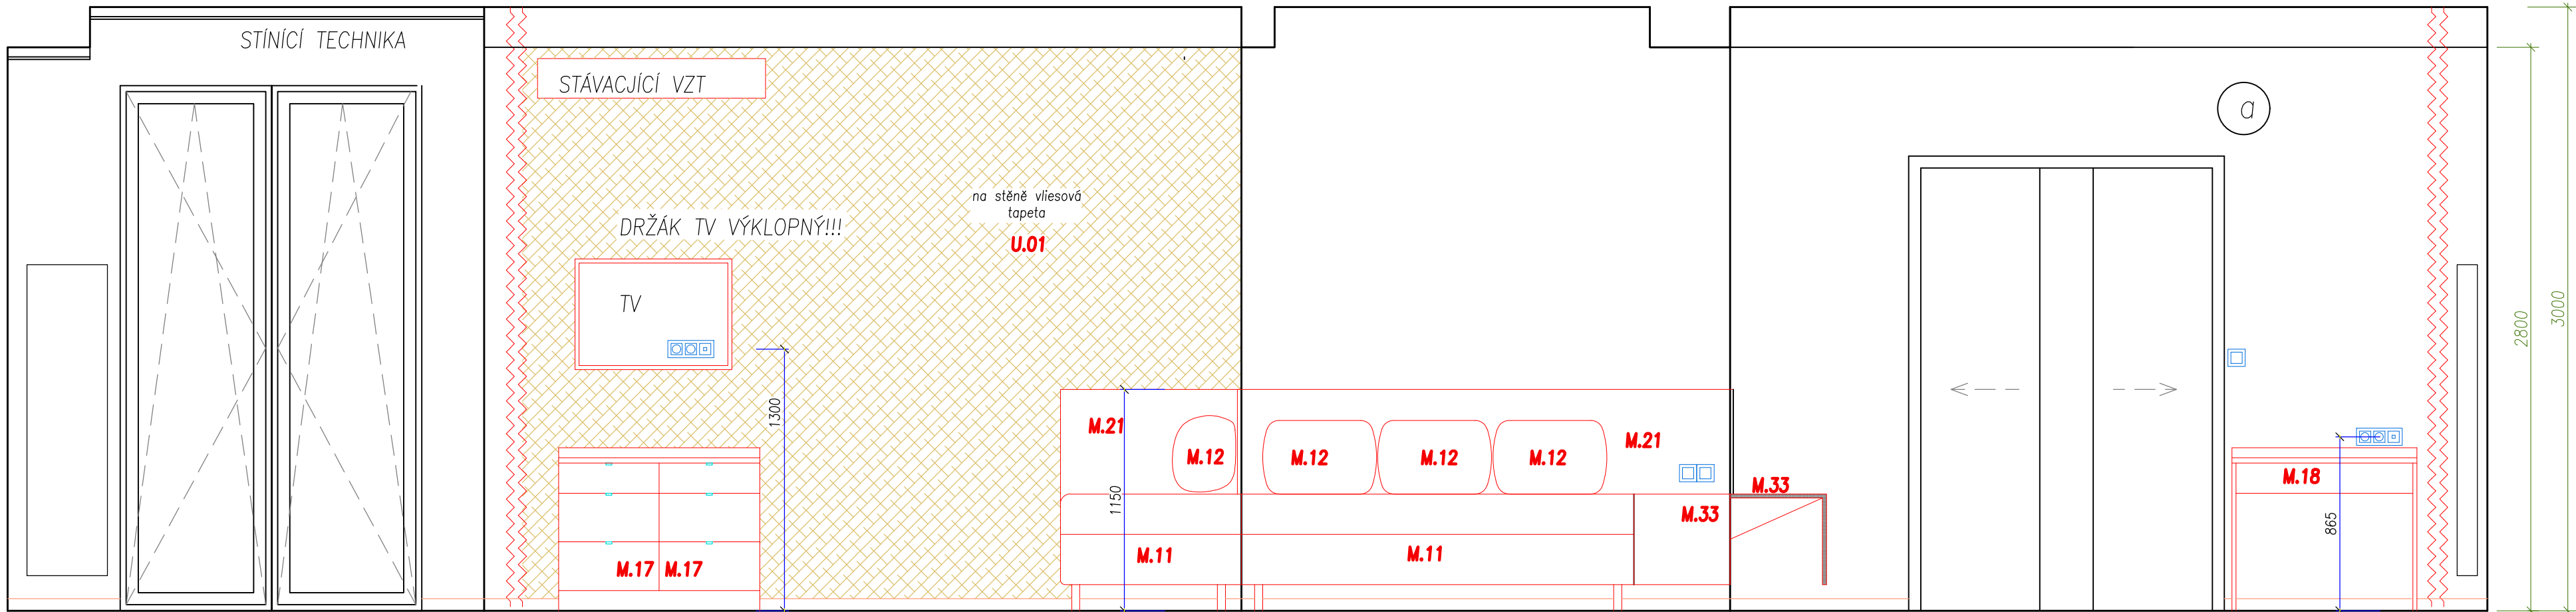 STÍNÍCÍ TECHNIKA
STÁVACJÍCÍ VZT
a
na stěně vliesová
tapeta
U.01
DRŽÁK TV VÝKLOPNÝ!!!
TV
1300
2800
3000
M.21
M.12
M.12
M.12
M.12
M.21
1150
M.33
M.33
M.18
865
M.11
M.11
M.17
M.17